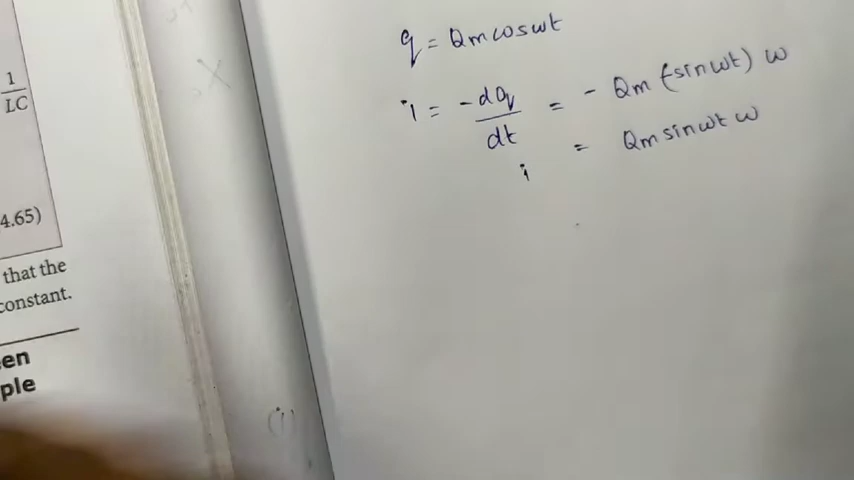 1
LC
4.65)
that the
constant.
en
ple
(i)
q = Qm cos ωt
i = -dq/dt = - Qm (-sin ωt) ω
i = Qm sin ωt ω